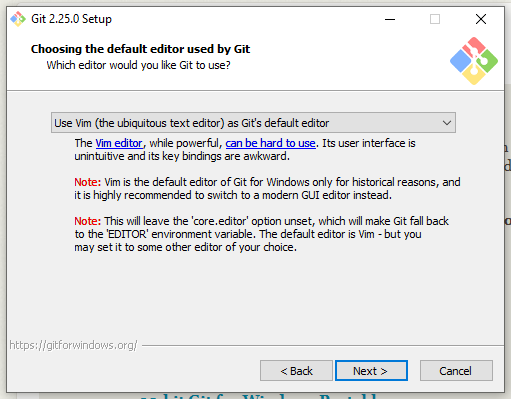 Git 2.25.0 Setup
Choosing the default editor used by Git
Which editor would you like Git to use?
Use Vim (the ubiquitous text editor) as Git's default editor
The Vim editor, while powerful, can be hard to use. Its user interface is
unintuitive and its key bindings are awkward.
Note: Vim is the default editor of Git for Windows only for historical reasons, and
it is highly recommended to switch to a modern GUI editor instead.
Note: This will leave the 'core.editor' option unset, which will make Git fall back
to the 'EDITOR' environment variable. The default editor is Vim - but you
may set it to some other editor of your choice.
https://gitforwindows.org/
< Back
Next >
Cancel